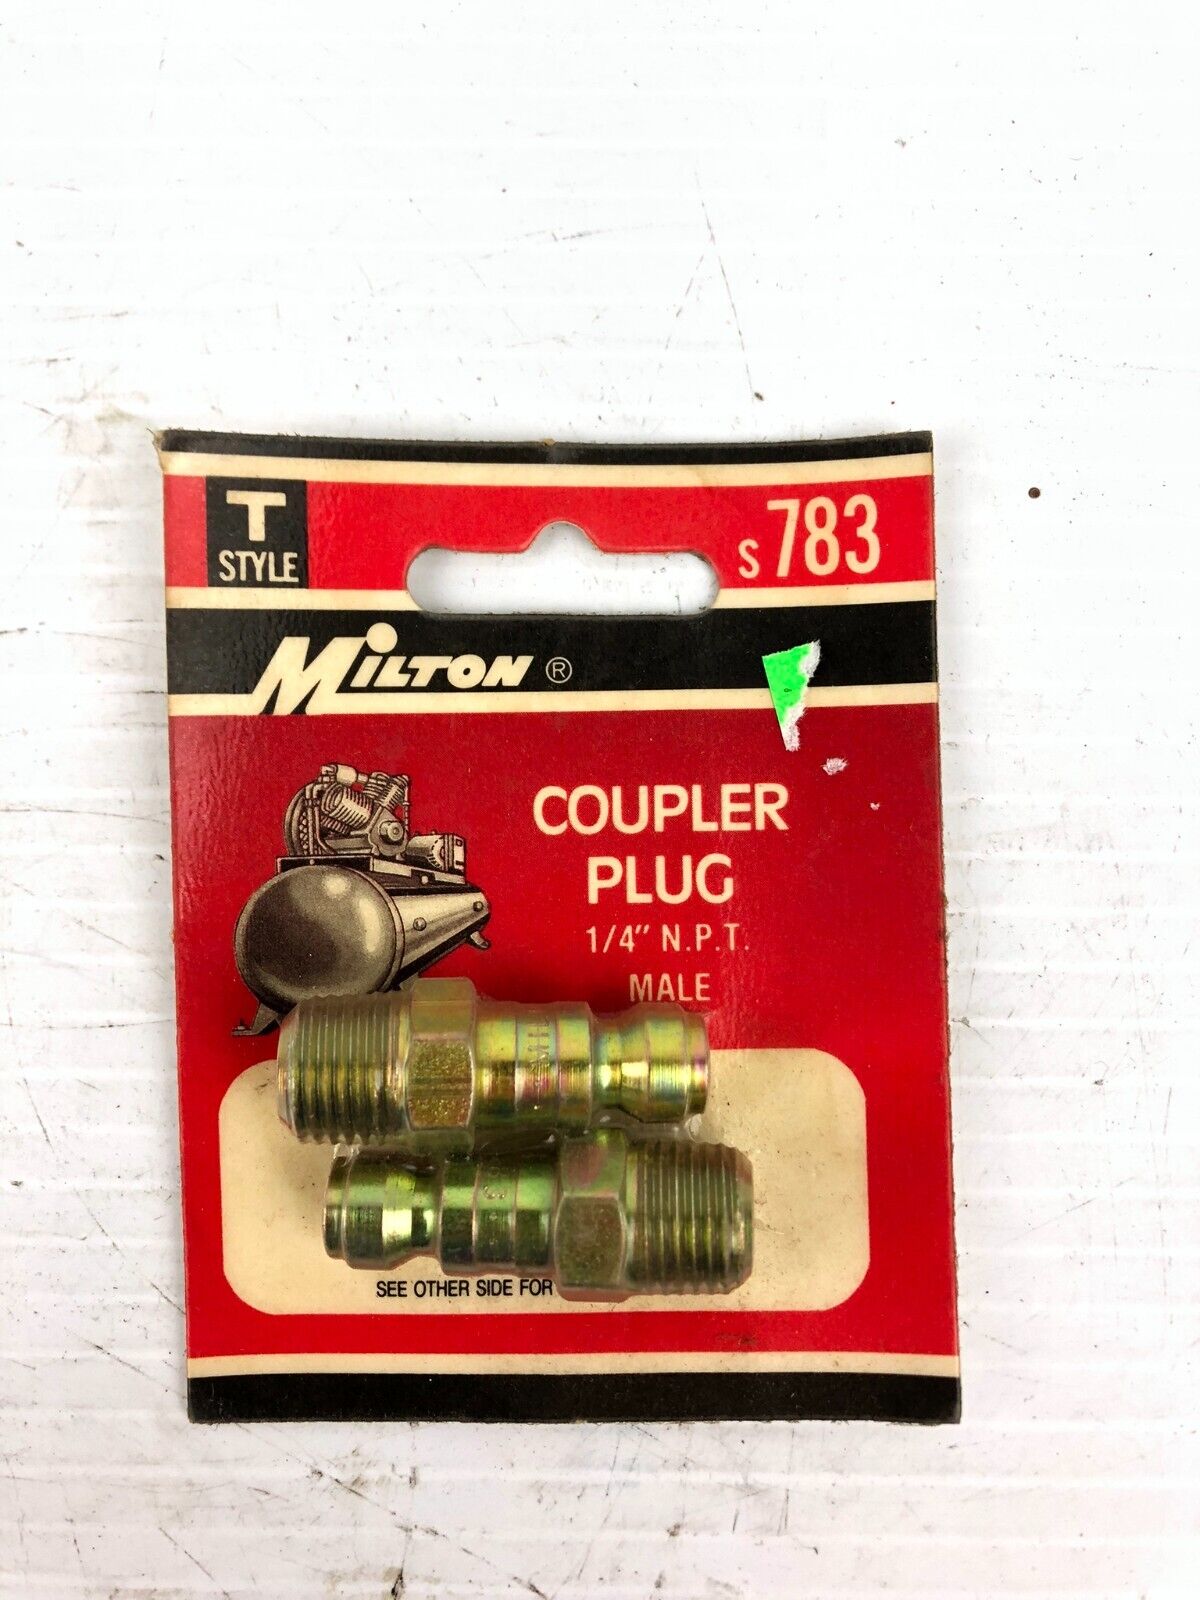 T
STYLE
S 783
MILTON ®
COUPLER
PLUG
1/4" N.P.T.
MALE
SEE OTHER SIDE FOR